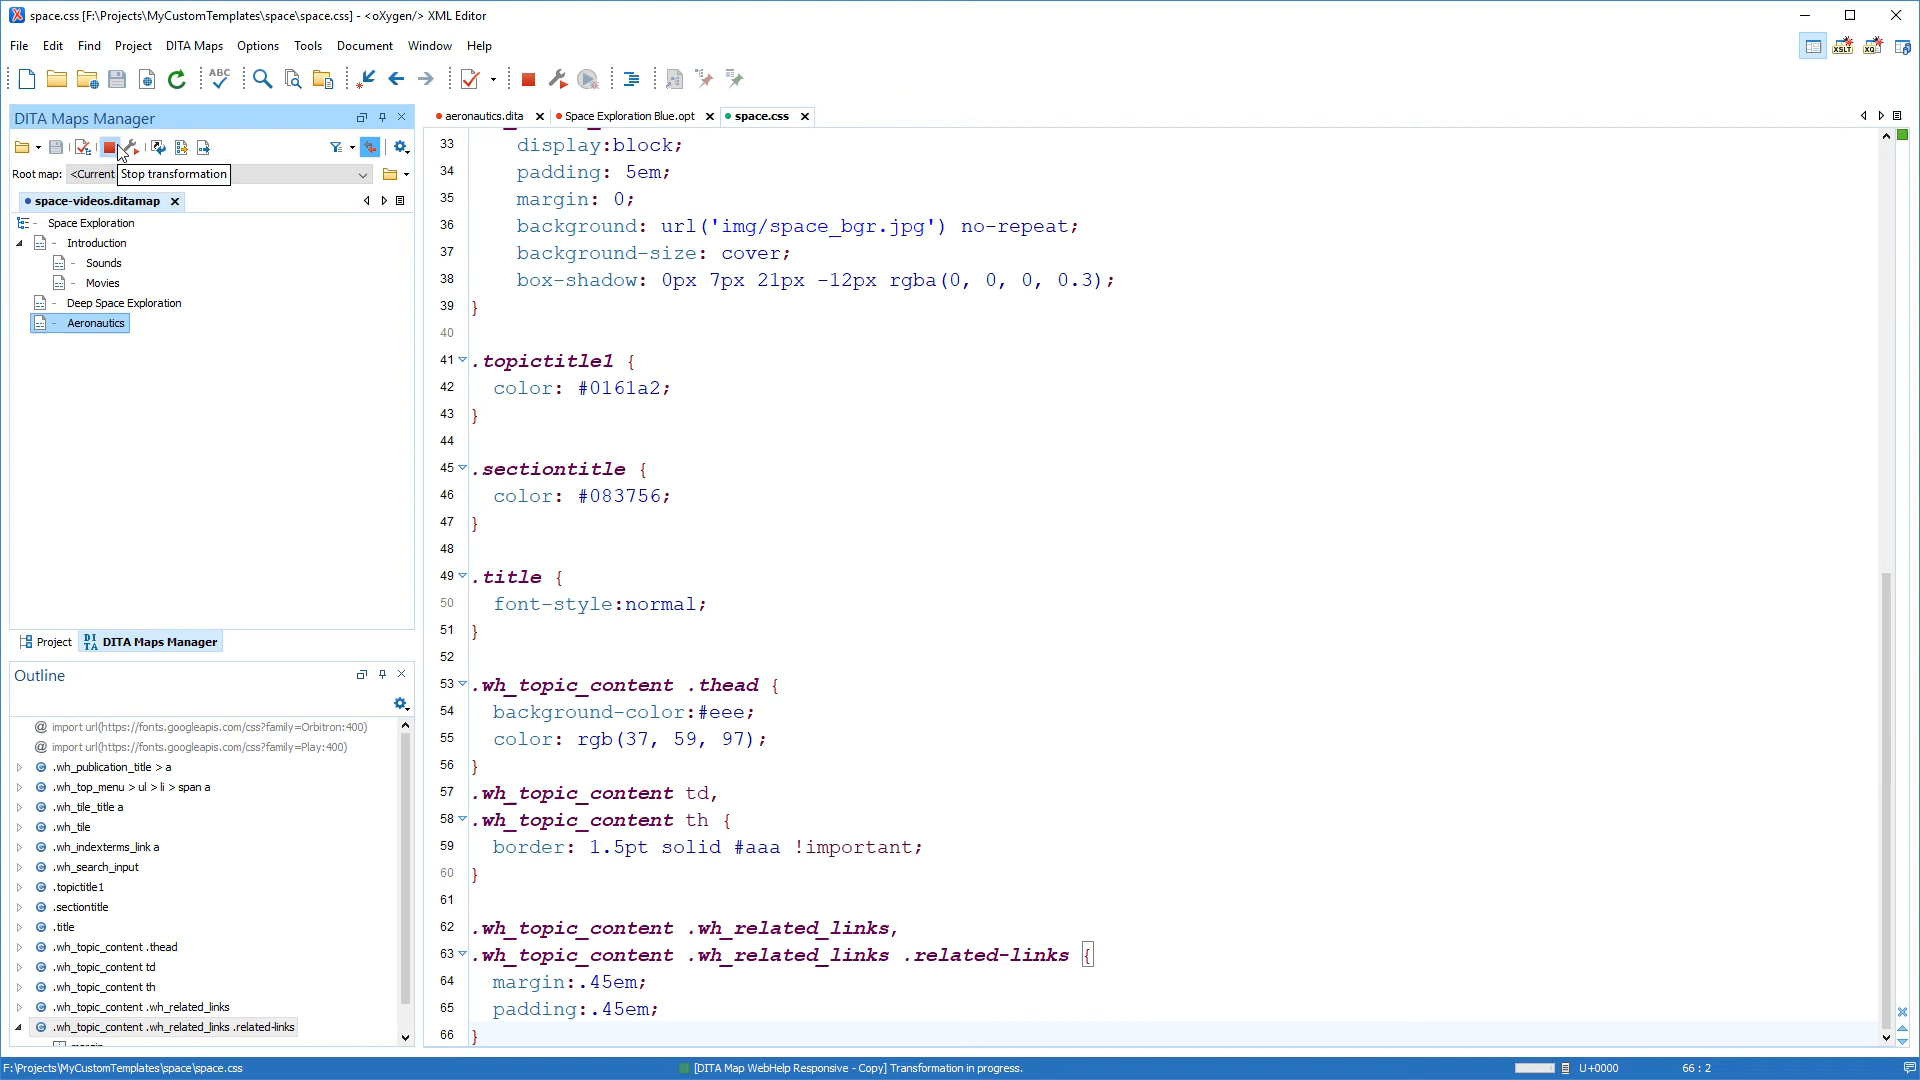 space.css [F:\Projects\MyCustomTemplates\space\space.css] - <oXygen/> XML Editor
File Edit Find Project DITA Maps Options Tools Document Window Help
ABC
XSLT
XQ
DITA Maps Manager
aeronautics.dita
Space Exploration Blue.opt
space.css
Root map: <Current
Stop transformation
space-videos.ditamap
Space Exploration
Introduction
Sounds
Movies
Deep Space Exploration
Aeronautics
Project
DITA
DITA Maps Manager
Outline
@ import url(https://fonts.googleapis.com/css?family=Orbitron:400)
@ import url(https://fonts.googleapis.com/css?family=Play:400)
.wh_publication_title > a
.wh_top_menu > ul > li > span a
.wh_tile_title a
.wh_tile
.wh_indexterms_link a
.wh_search_input
.topictitle1
.sectiontitle
.title
.wh_topic_content .thead
.wh_topic_content td
.wh_topic_content th
.wh_topic_content .wh_related_links
.wh_topic_content .wh_related_links .related-links
33 display:block;
34 padding: 5em;
35 margin: 0;
36 background: url('img/space_bgr.jpg') no-repeat;
37 background-size: cover;
38 box-shadow: 0px 7px 21px -12px rgba(0, 0, 0, 0.3);
39 }
40
41 .topictitle1 {
42 color: #0161a2;
43 }
44
45 .sectiontitle {
46 color: #083756;
47 }
48
49 .title {
50 font-style:normal;
51 }
52
53 .wh_topic_content .thead {
54 background-color:#eee;
55 color: rgb(37, 59, 97);
56 }
57 .wh_topic_content td,
58 .wh_topic_content th {
59 border: 1.5pt solid #aaa !important;
60 }
61
62 .wh_topic_content .wh_related_links,
63 .wh_topic_content .wh_related_links .related-links {
64 margin:.45em;
65 padding:.45em;
66 }
F:\Projects\MyCustomTemplates\space\space.css
[DITA Map WebHelp Responsive - Copy] Transformation in progress.
U+0000
66 : 2